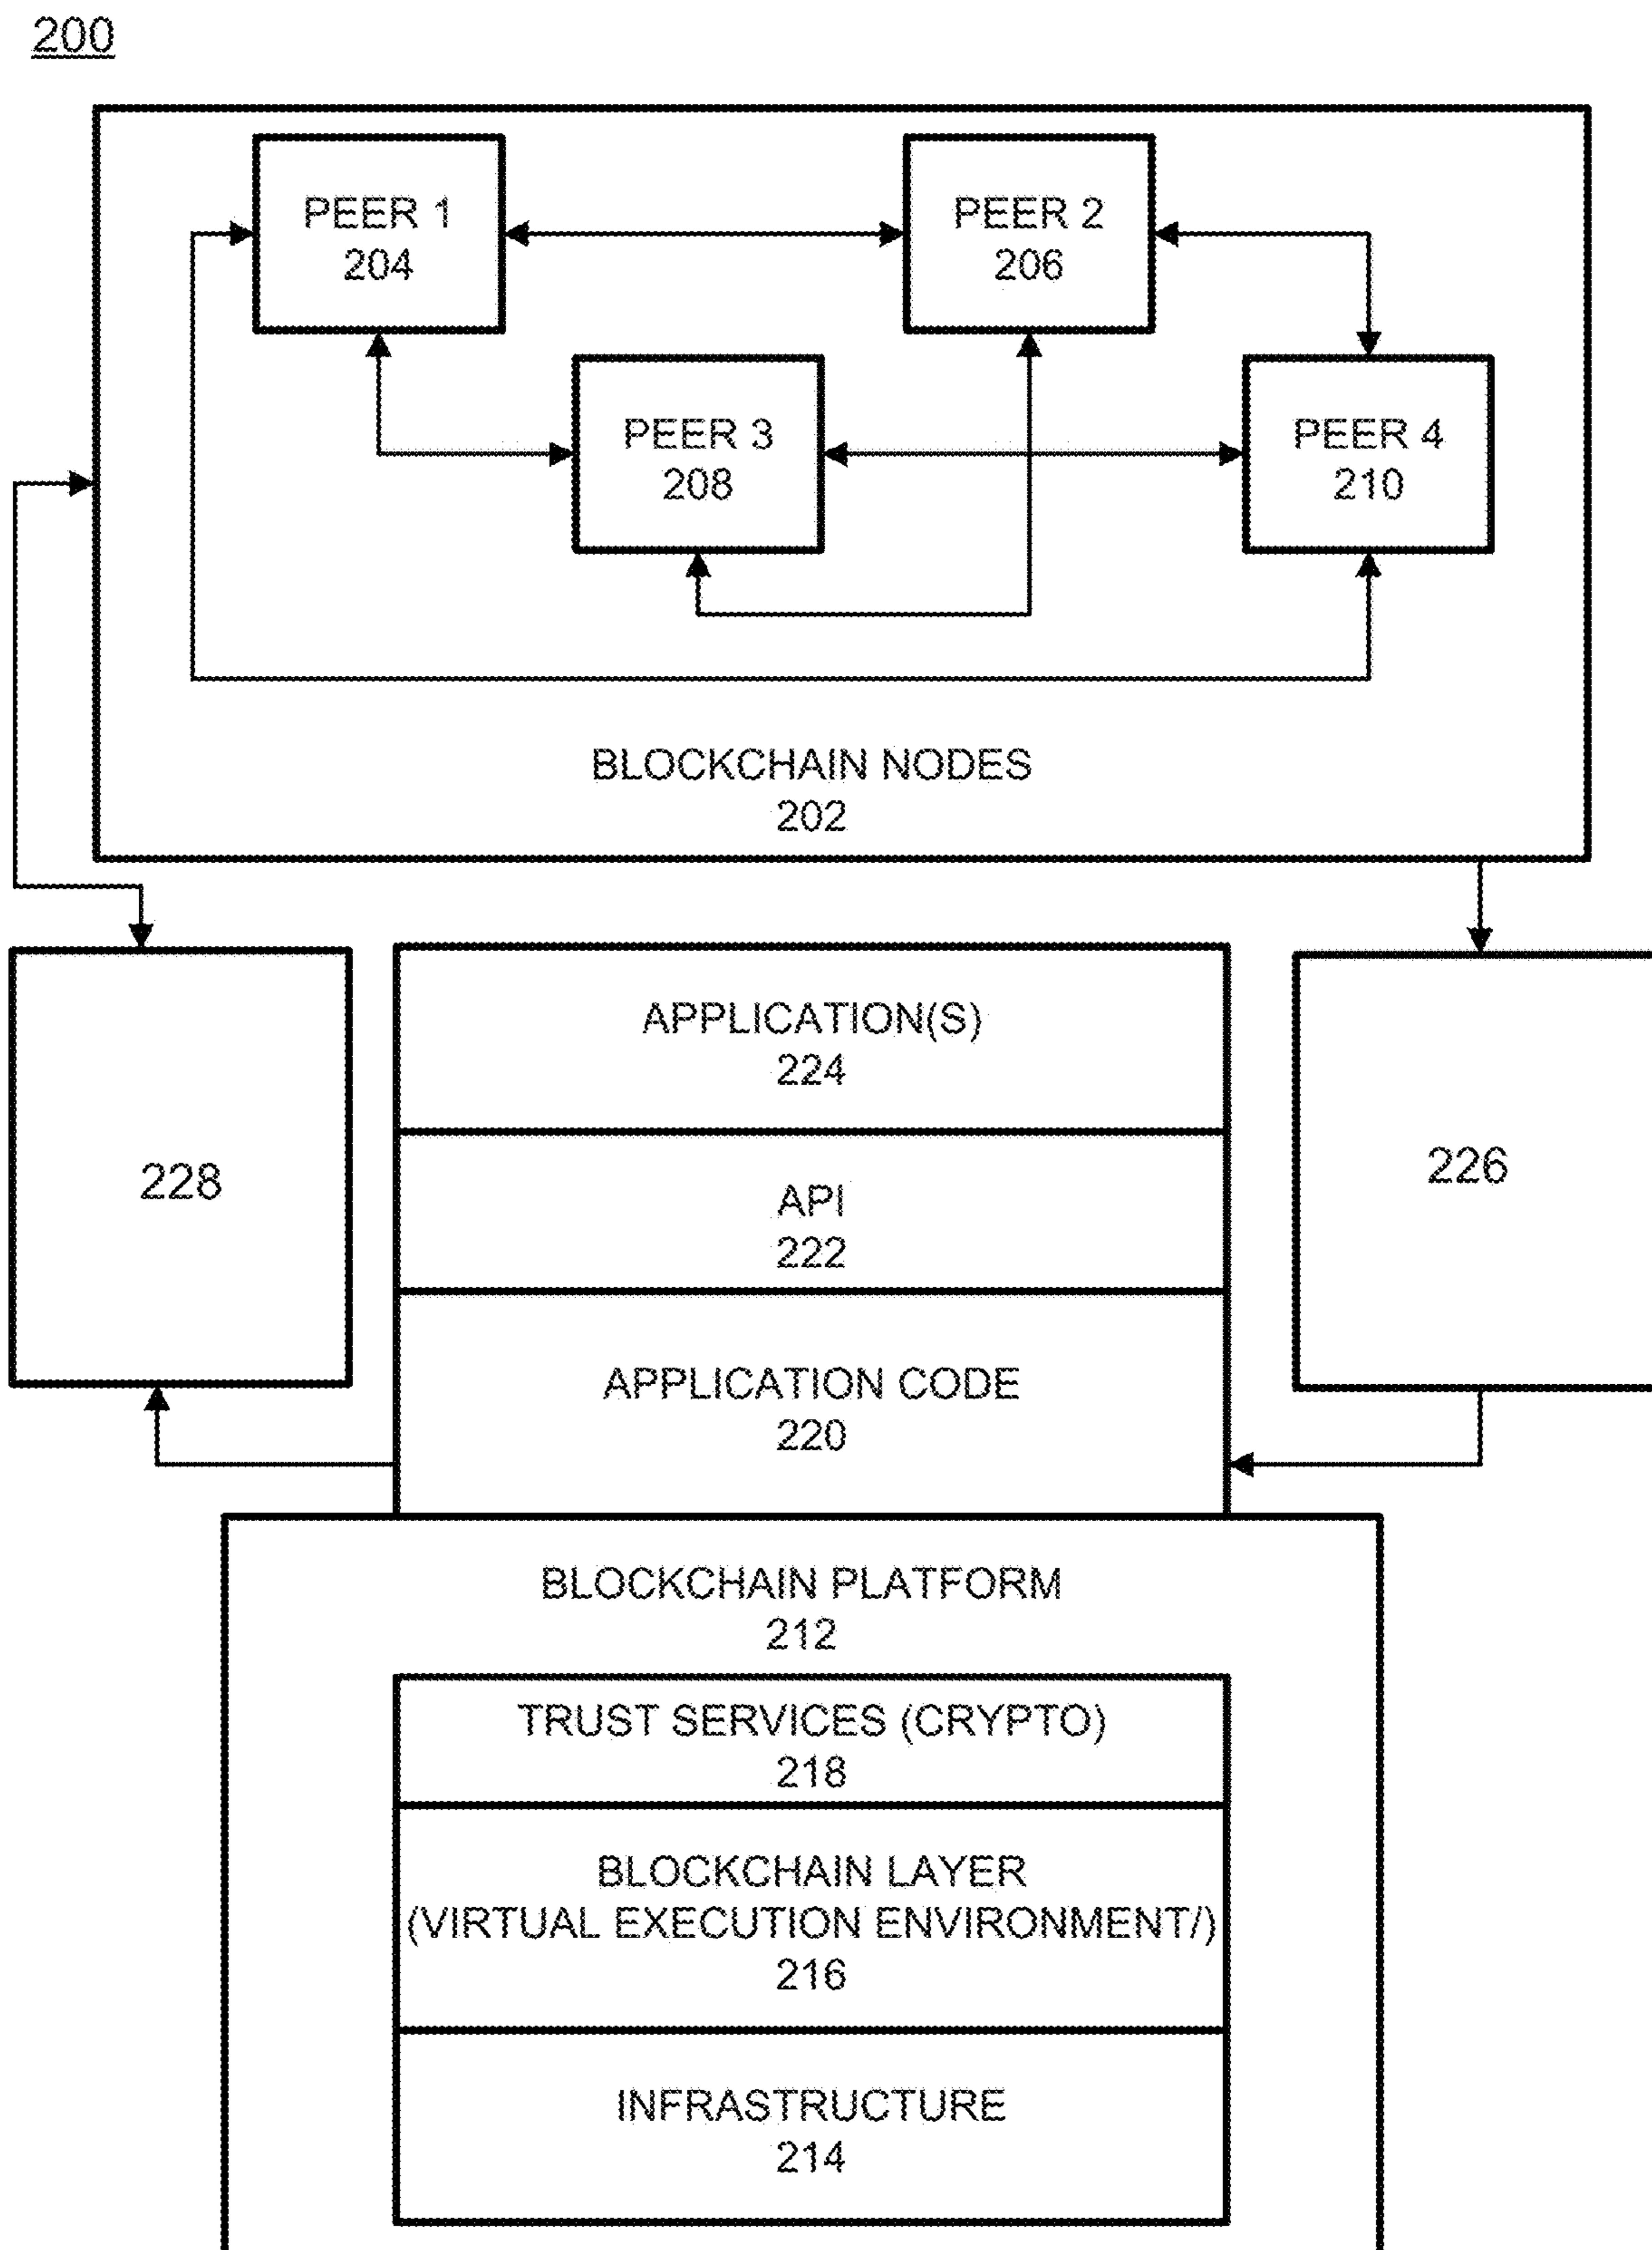 200
PEER 1
204
PEER 2
206
PEER 3
208
PEER 4
210
BLOCKCHAIN NODES
202
228
APPLICATION(S)
224
API
222
APPLICATION CODE
220
226
BLOCKCHAIN PLATFORM
212
TRUST SERVICES (CRYPTO)
218
BLOCKCHAIN LAYER
(VIRTUAL EXECUTION ENVIRONMENT/)
216
INFRASTRUCTURE
214